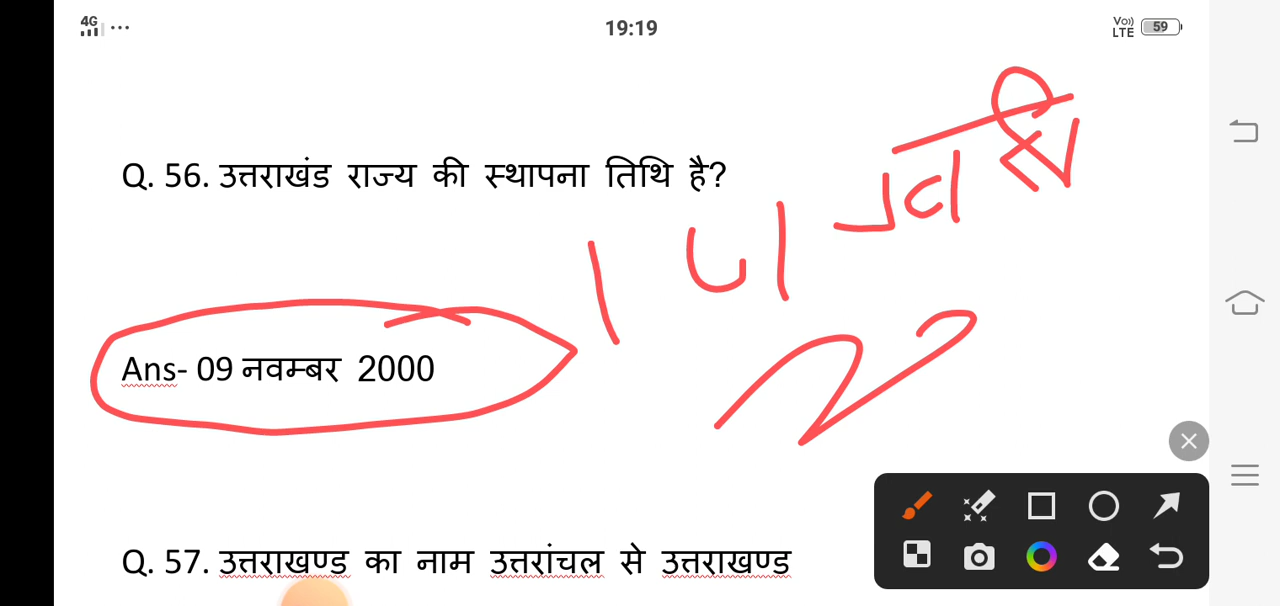 4G ... 19:19 Vo)) LTE 59
Q. 56. उत्तराखंड राज्य की स्थापना तिथि है?
Ans- 09 नवम्बर 2000
Q. 57. उत्तराखण्ड का नाम उत्तरांचल से उत्तराखण्ड